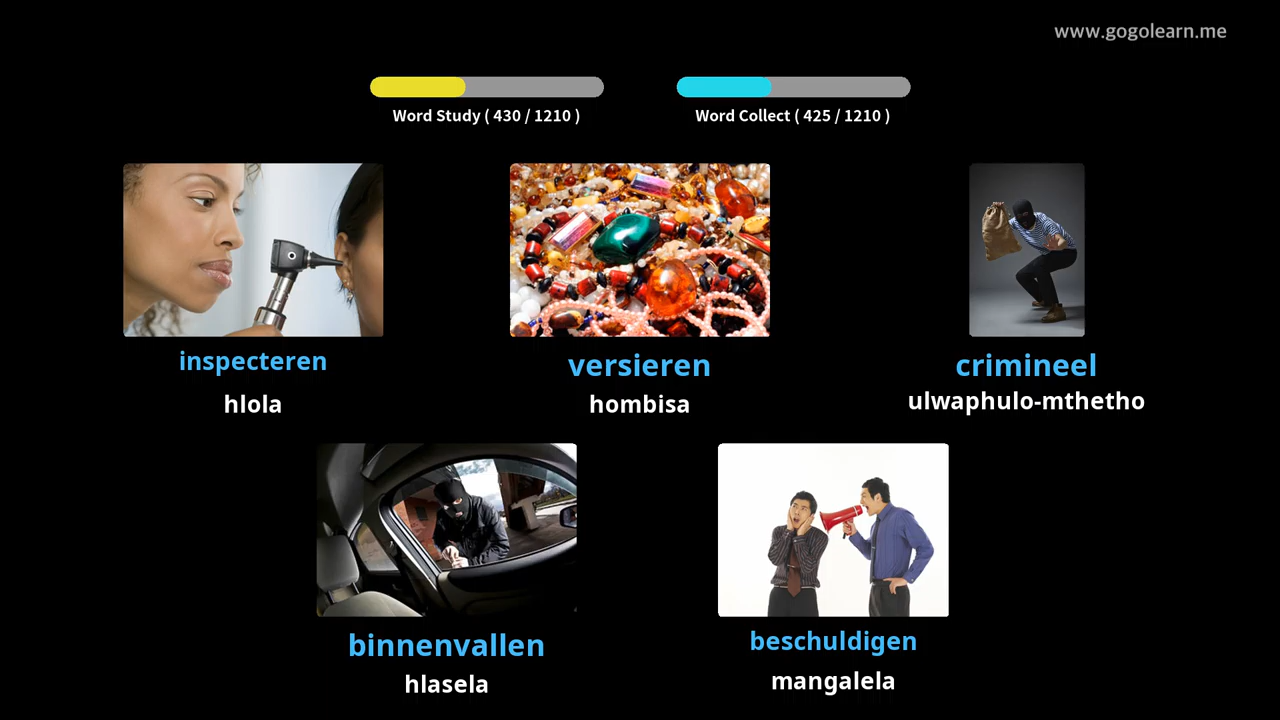 www.gogolearn.me
Word Study ( 430 / 1210 )
Word Collect ( 425 / 1210 )
inspecteren
hlola
versieren
hombisa
crimineel
ulwaphulo-mthetho
binnenvallen
hlasela
beschuldigen
mangalela